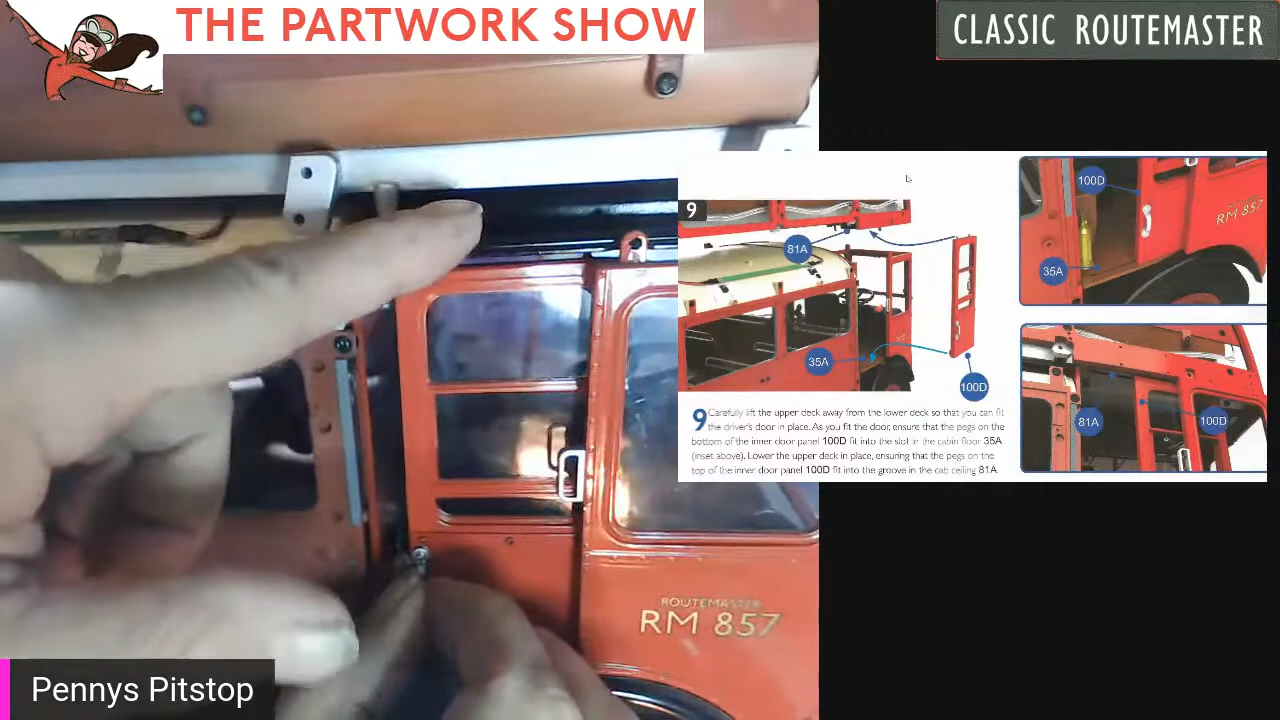 THE PARTWORK SHOW
CLASSIC ROUTEMASTER
9
81A
35A
100D
100D
35A
RM 857
81A
100D
9 Carefully lift the upper deck away from the lower deck so that you can fit
the driver's door in place. As you fit the door, ensure that the pegs on the
bottom of the inner door panel 100D fit into the slot in the cabin floor 35A
(inset above). Lower the upper deck in place, ensuring that the pegs on the
top of the inner door panel 100D fit into the groove in the cab ceiling 81A
ROUTEMASTER
RM 857
Pennys Pitstop